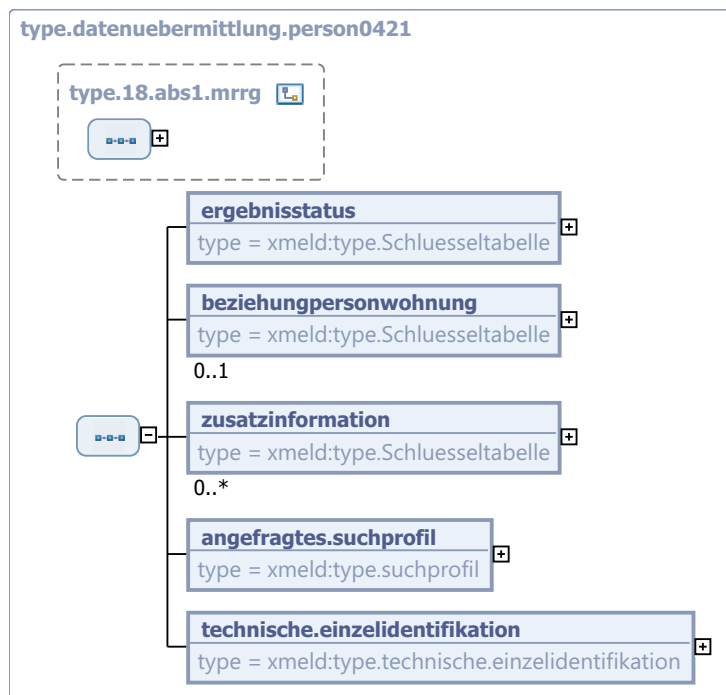 type.datenuebermittlung.person0421
type.18.abs1.mrrg
ergebnisstatus
type = xmeld:type.Schluesseltabelle
beziehungpersonwohnung
type = xmeld:type.Schluesseltabelle
0..1
zusatzinformation
type = xmeld:type.Schluesseltabelle
0..*
angefragtes.suchprofil
type = xmeld:type.suchprofil
technische.einzelidentifikation
type = xmeld:type.technische.einzelidentifikation